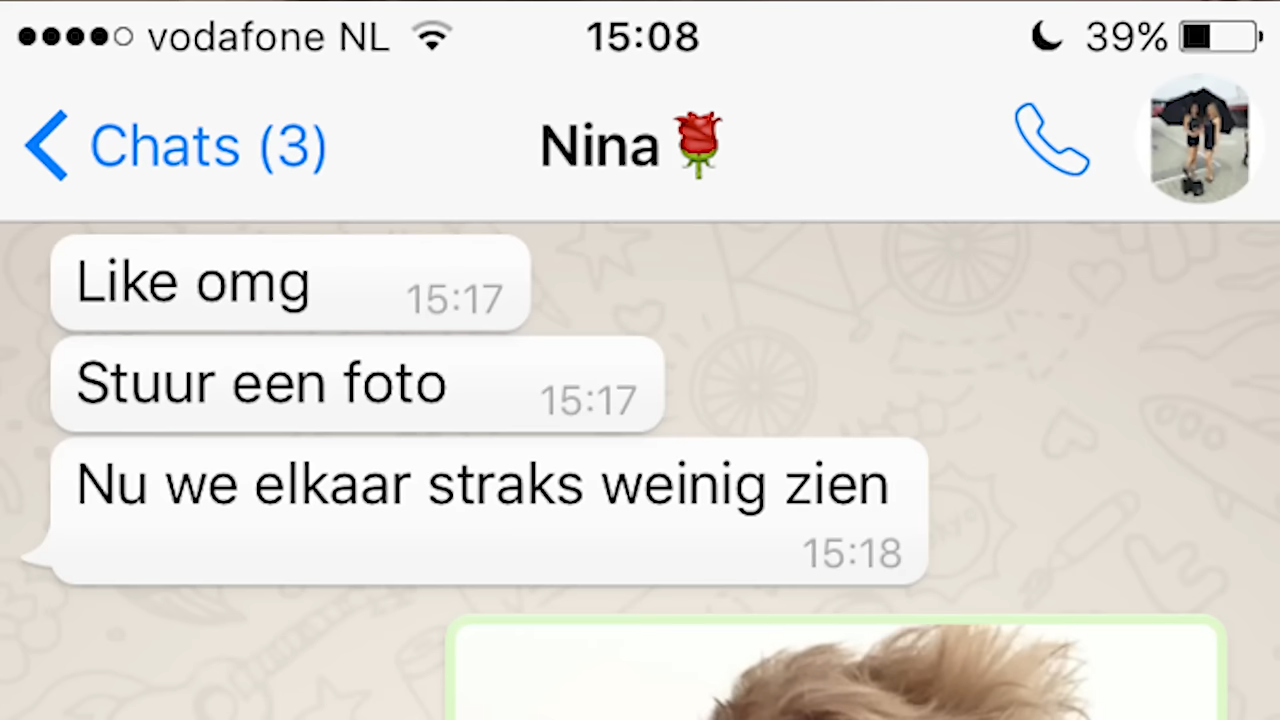 vodafone NL 15:08 39%
Chats (3) Nina🌹
Like omg 15:17
Stuur een foto 15:17
Nu we elkaar straks weinig zien
15:18